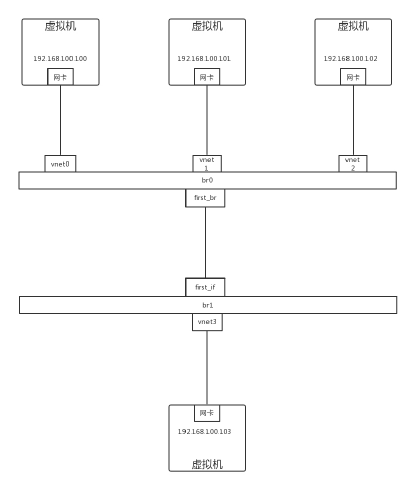 虚拟机
虚拟机
虚拟机
192.168.100.100
192.168.100.101
192.168.100.102
网卡
网卡
网卡
vnet0
vnet
1
vnet
2
br0
first_br
first_if
br1
vnet3
网卡
192.168.100.103
虚拟机